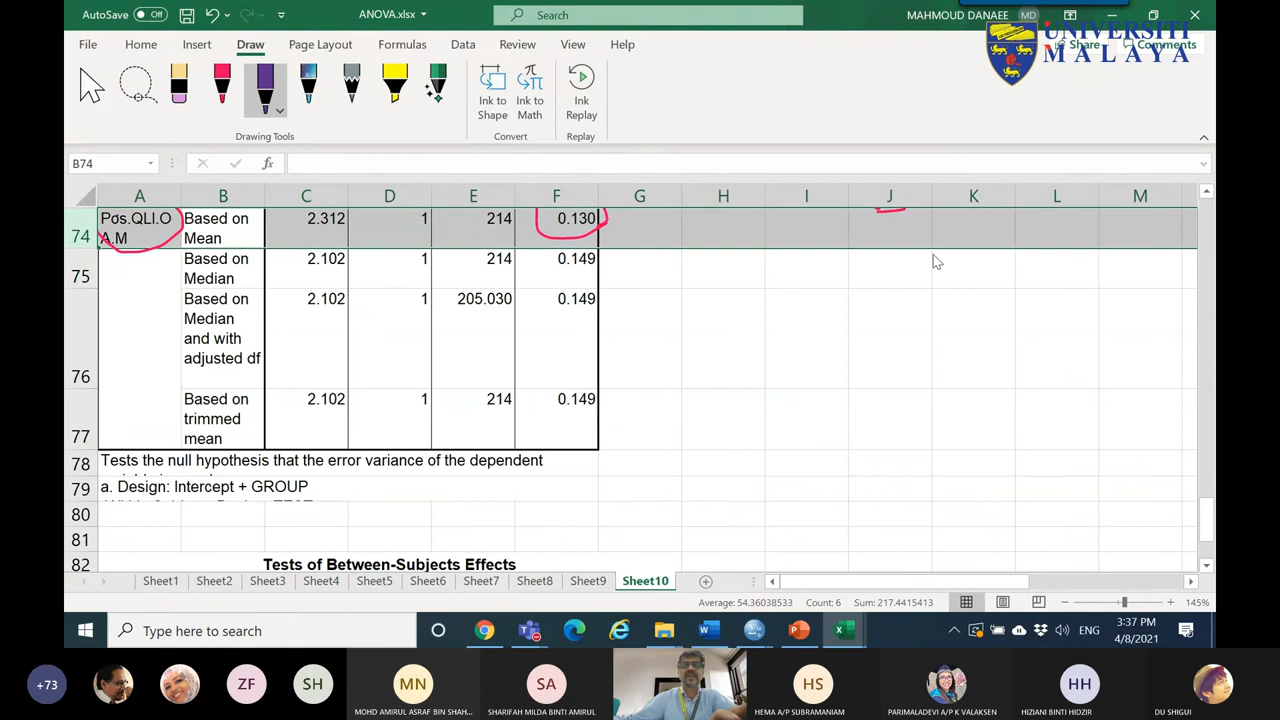 AutoSave Off
ANOVA.xlsx
Search
MAHMOUD DANAEE MD
UNIVERSITI
MALAYA
File Home Insert Draw Page Layout Formulas Data Review View Help
Share Comments
Ink to Shape
Ink to Math
Ink Replay
Drawing Tools
Convert
Replay
B74
fx
A B C D E F G H I J K L M
74 Pos.QLI.O A.M Based on Mean 2.312 1 214 0.130
75 Based on Median 2.102 1 214 0.149
76 Based on Median and with adjusted df 2.102 1 205.030 0.149
77 Based on trimmed mean 2.102 1 214 0.149
78 Tests the null hypothesis that the error variance of the dependent
79 a. Design: Intercept + GROUP
80
81
82 Tests of Between-Subjects Effects
Sheet1 Sheet2 Sheet3 Sheet4 Sheet5 Sheet6 Sheet7 Sheet8 Sheet9 Sheet10
Average: 54.36038533 Count: 6 Sum: 217.4415413 145%
Type here to search
ENG
3:37 PM
4/8/2021
+73
ZF
SH
MN
SA
HS
HH
MOHD AMIRUL ASRAF BIN SHAH...
SHARIFAH MILDA BINTI AMIRUL
HEMA A/P SUBRAMANIAM
PARIMALADEVI A/P K VALAKSEN
HIZIANI BINTI HIDZIR
DU SHIGUI